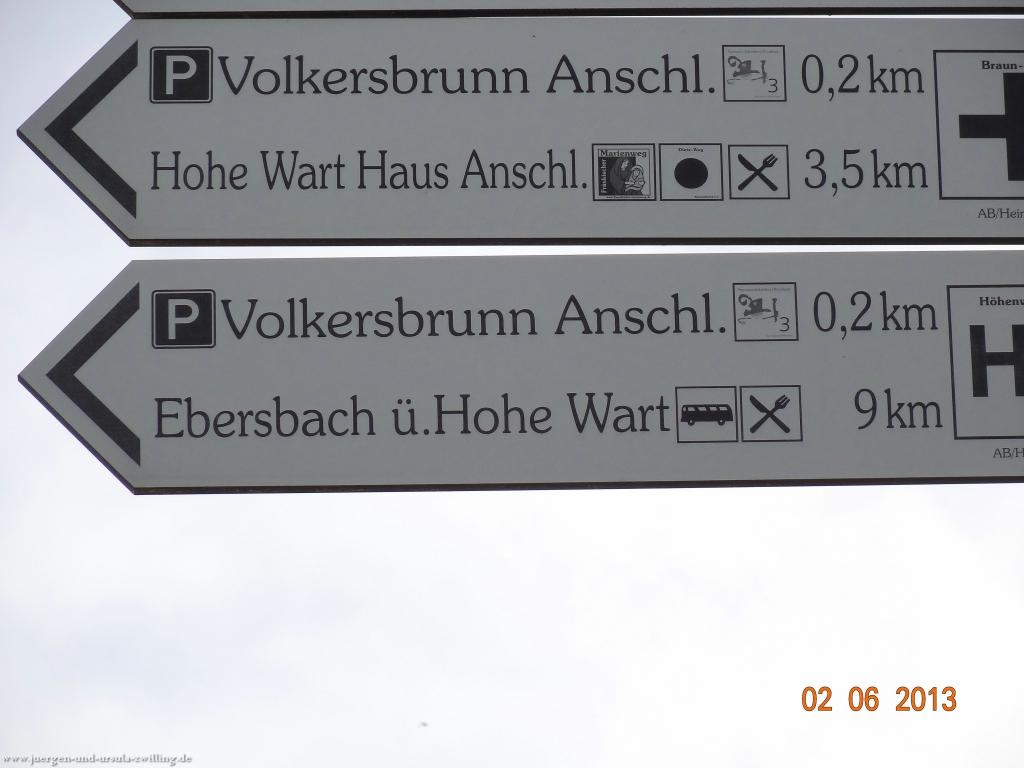 P Volkersbrunn Anschl. 3 0,2 km
Braun-
Hohe Wart Haus Anschl. Marienweg Fränkischer 3,5 km
AB/Hei
P Volkersbrunn Anschl. 3 0,2 km
Höhenw
H
Ebersbach ü. Hohe Wart 9 km
AB/H
02 06 2013
www.juergen-und-ursula-zwilling.de